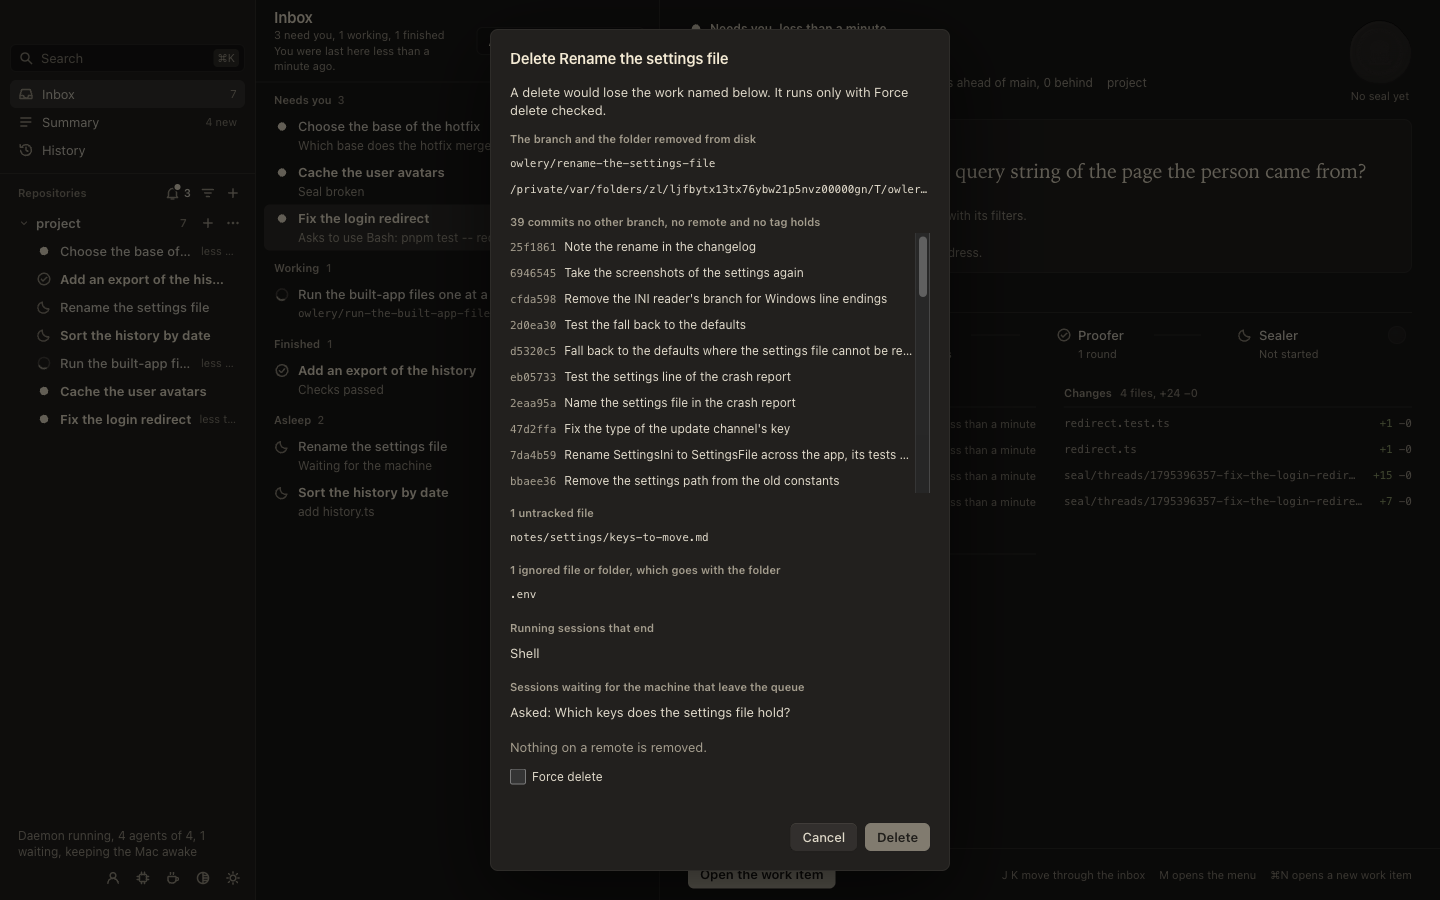 Search ⌘K
Inbox 7
Summary 4 new
History
Repositories 3
project 7
Choose the base of... less ...
Add an export of the his...
Rename the settings file
Sort the history by date
Run the built-app fi... less ...
Cache the user avatars
Fix the login redirect less t...
Daemon running, 4 agents of 4, 1
waiting, keeping the Mac awake
Inbox
3 need you, 1 working, 1 finished
You were last here less than a
minute ago.
Needs you 3
Choose the base of the hotfix
Which base does the hotfix merge
Cache the user avatars
Seal broken
Fix the login redirect
Asks to use Bash: pnpm test -- re
Working 1
Run the built-app files one at a
owlery/run-the-built-app-file
Finished 1
Add an export of the history
Checks passed
Asleep 2
Rename the settings file
Waiting for the machine
Sort the history by date
add history.ts
Delete Rename the settings file
A delete would lose the work named below. It runs only with Force
delete checked.
The branch and the folder removed from disk
owlery/rename-the-settings-file
/private/var/folders/zl/ljfbytx13tx76ybw21p5nvz00000gn/T/owler…
39 commits no other branch, no remote and no tag holds
25f1861 Note the rename in the changelog
6946545 Take the screenshots of the settings again
cfda598 Remove the INI reader's branch for Windows line endings
2d0ea30 Test the fall back to the defaults
d5320c5 Fall back to the defaults where the settings file cannot be re...
eb05733 Test the settings line of the crash report
2eaa95a Name the settings file in the crash report
47d2ffa Fix the type of the update channel's key
7da4b59 Rename SettingsIni to SettingsFile across the app, its tests ...
bbaee36 Remove the settings path from the old constants
1 untracked file
notes/settings/keys-to-move.md
1 ignored file or folder, which goes with the folder
.env
Running sessions that end
Shell
Sessions waiting for the machine that leave the queue
Asked: Which keys does the settings file hold?
Nothing on a remote is removed.
Force delete
Cancel Delete
Needs you, less than a minute
s ahead of main, 0 behind project
No seal yet
query string of the page the person came from?
with its filters.
dress.
Proofer
1 round
Sealer
Not started
ss than a minute
ss than a minute
ss than a minute
ss than a minute
Changes 4 files, +24 −0
redirect.test.ts +1 −0
redirect.ts +1 −0
seal/threads/1795396357-fix-the-login-redir… +15 −0
seal/threads/1795396357-fix-the-login-redire… +7 −0
Open the work item
J K move through the inbox M opens the menu ⌘N opens a new work item